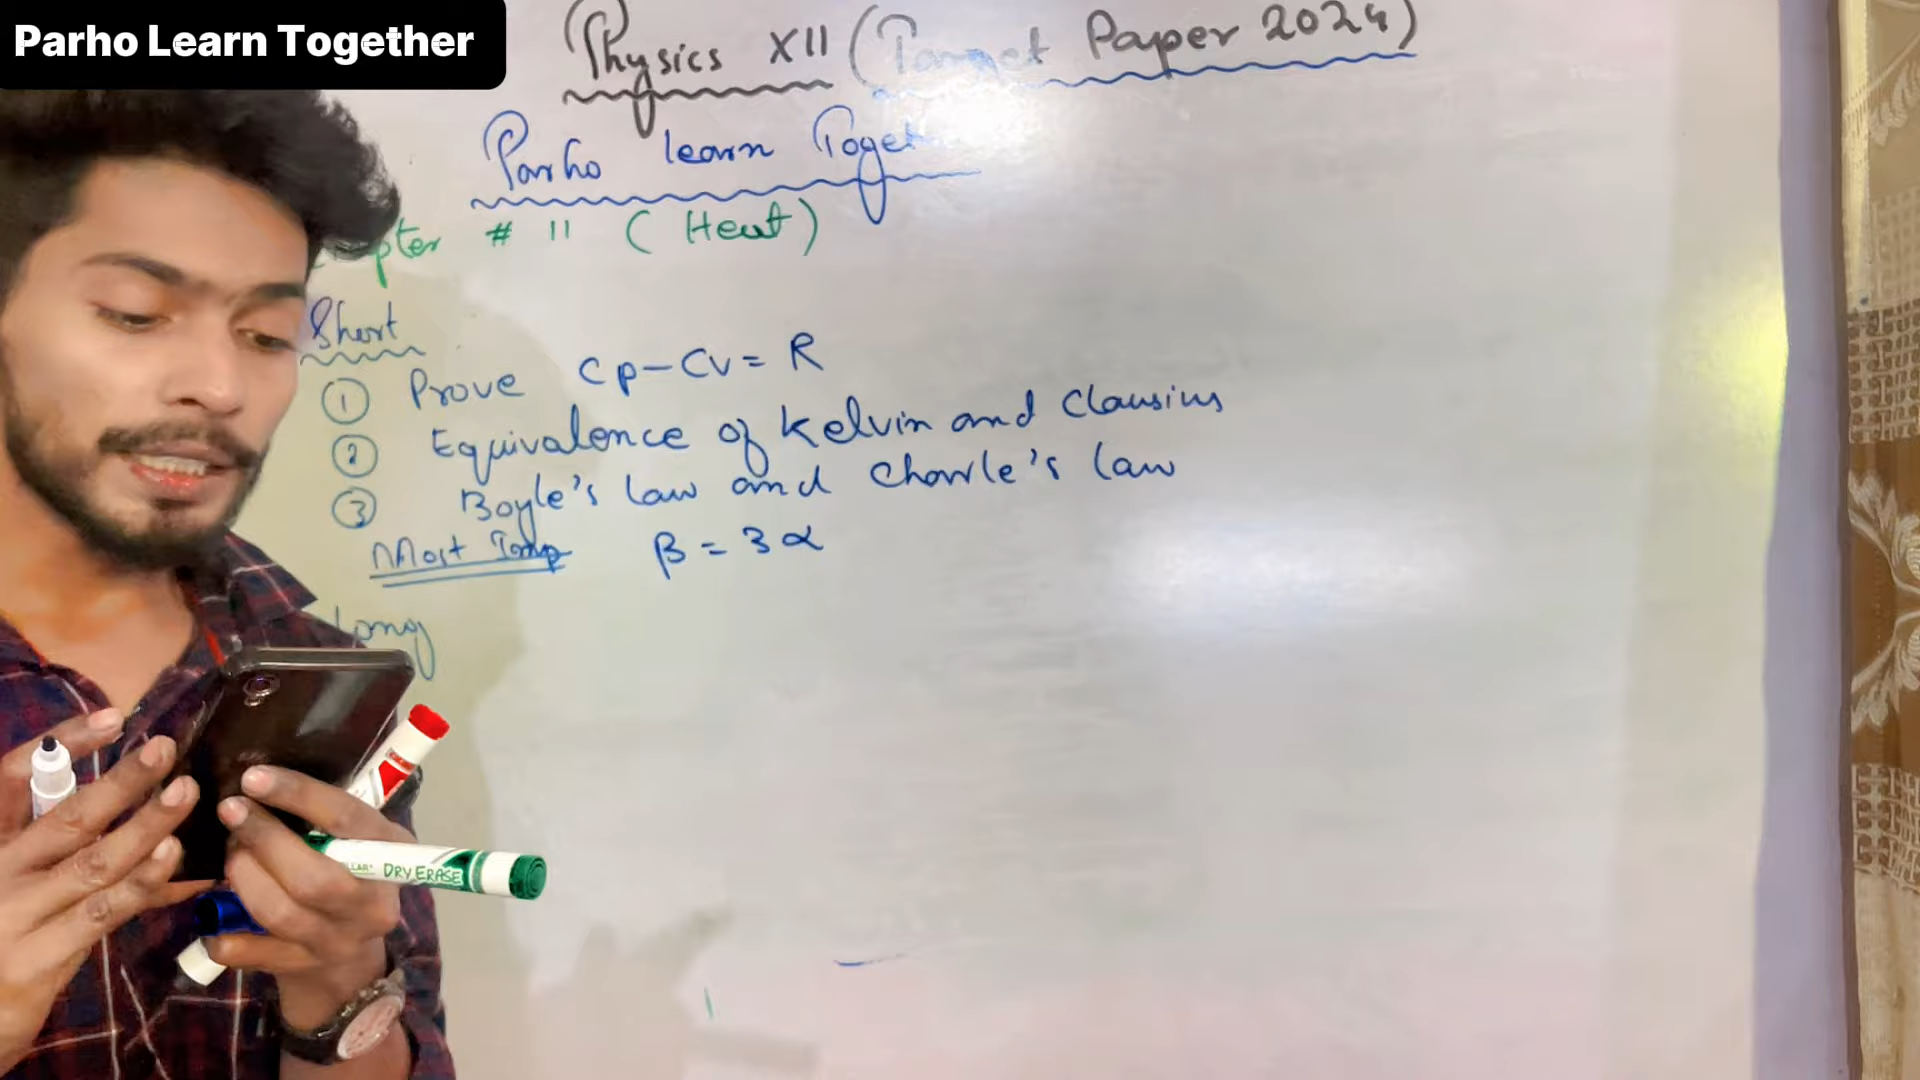 Parho Learn Together
Physics XII (Target Paper 2024)
Parho learn Toget
pter # 11 (Heat)
Short
① Prove Cp-Cv= R
② Equivalence of Kelvin and Clausius
③ Boyle's law and Charle's law
Most Imp β = 3α
Long
DRY ERASE